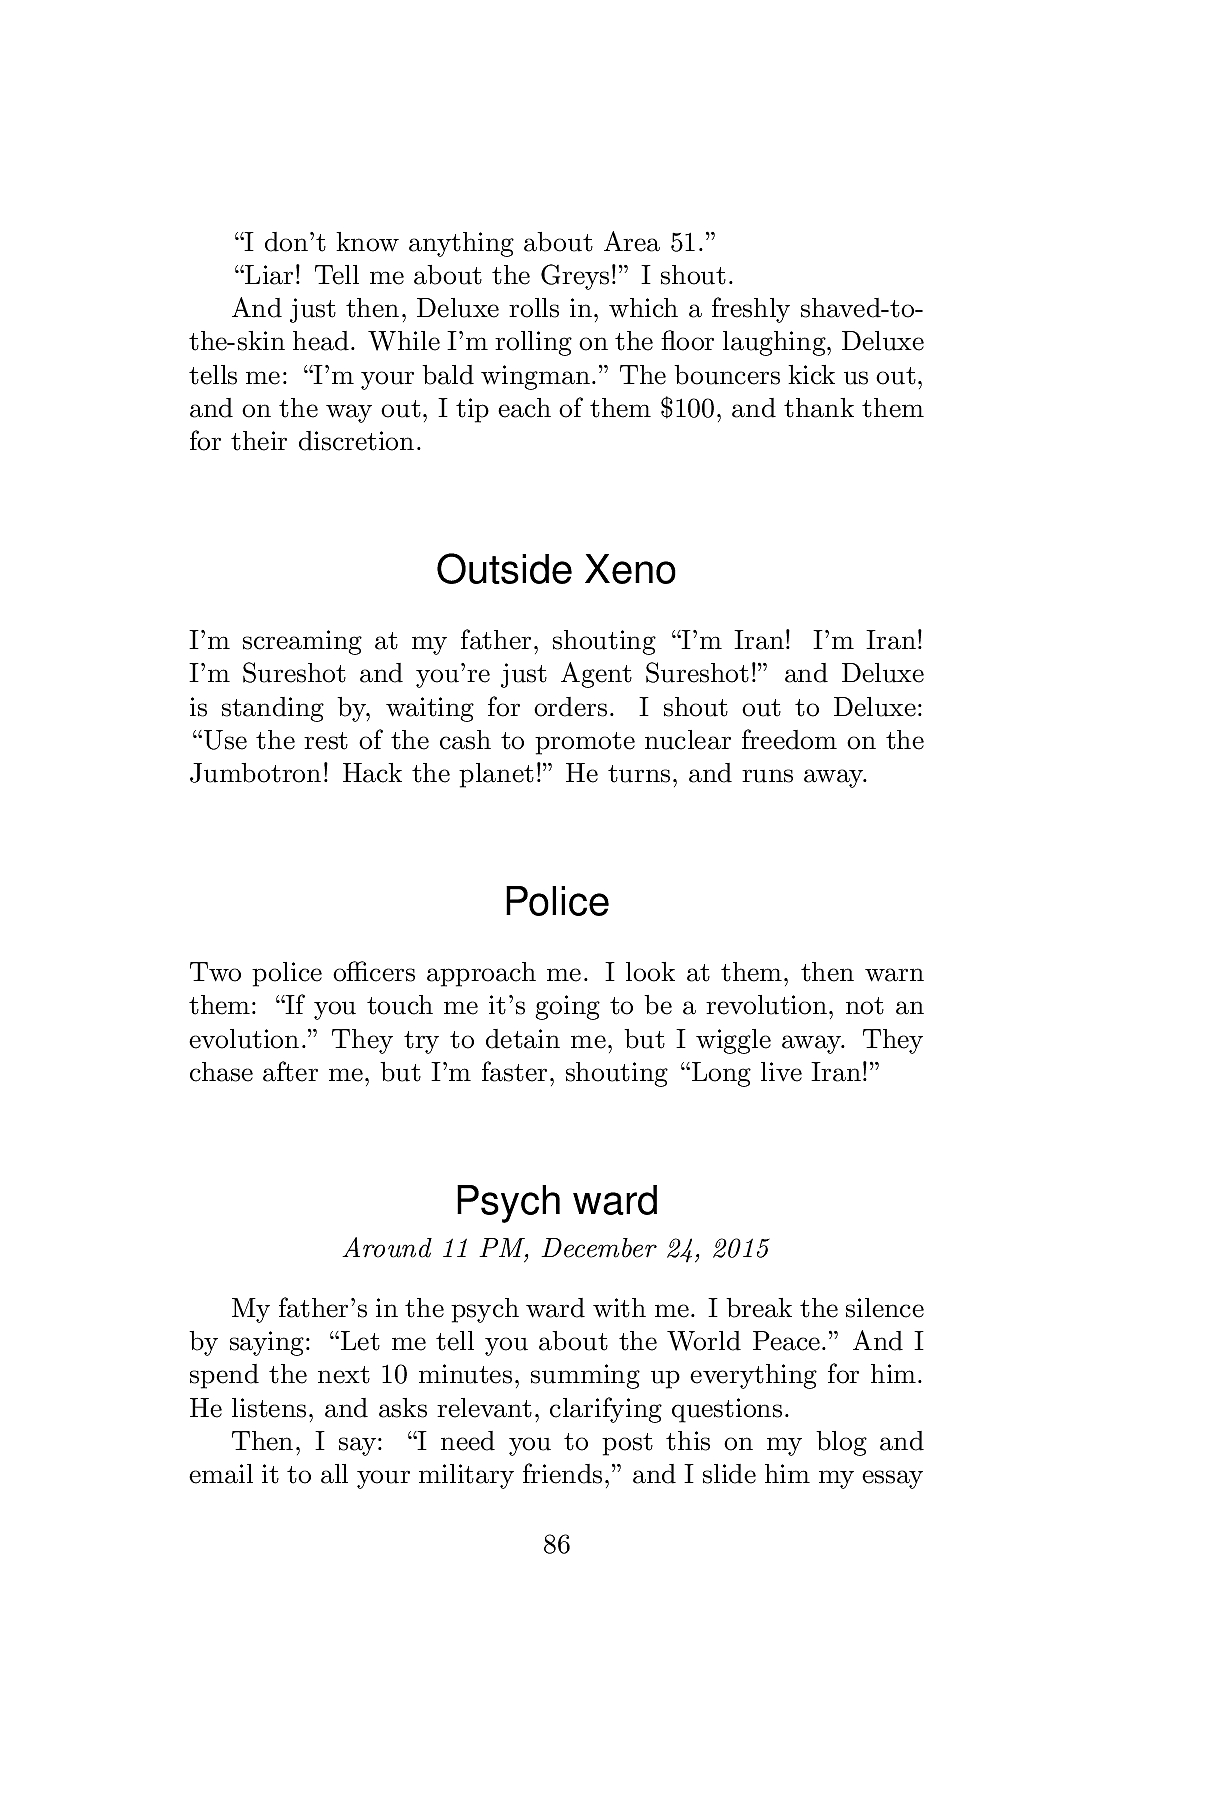 “I don’t know anything about Area 51.”
“Liar! Tell me about the Greys!” I shout.
And just then, Deluxe rolls in, which a freshly shaved-to-
the-skin head. While I’m rolling on the floor laughing, Deluxe
tells me: “I’m your bald wingman.” The bouncers kick us out,
and on the way out, I tip each of them $100, and thank them
for their discretion.
Outside Xeno
I’m screaming at my father, shouting “I’m Iran! I’m Iran!
I’m Sureshot and you’re just Agent Sureshot!” and Deluxe
is standing by, waiting for orders. I shout out to Deluxe:
“Use the rest of the cash to promote nuclear freedom on the
Jumbotron! Hack the planet!” He turns, and runs away.
Police
Two police officers approach me. I look at them, then warn
them: “If you touch me it’s going to be a revolution, not an
evolution.” They try to detain me, but I wiggle away. They
chase after me, but I’m faster, shouting “Long live Iran!”
Psych ward
Around 11 PM, December 24, 2015
My father’s in the psych ward with me. I break the silence
by saying: “Let me tell you about the World Peace.” And I
spend the next 10 minutes, summing up everything for him.
He listens, and asks relevant, clarifying questions.
Then, I say: “I need you to post this on my blog and
email it to all your military friends,” and I slide him my essay
86